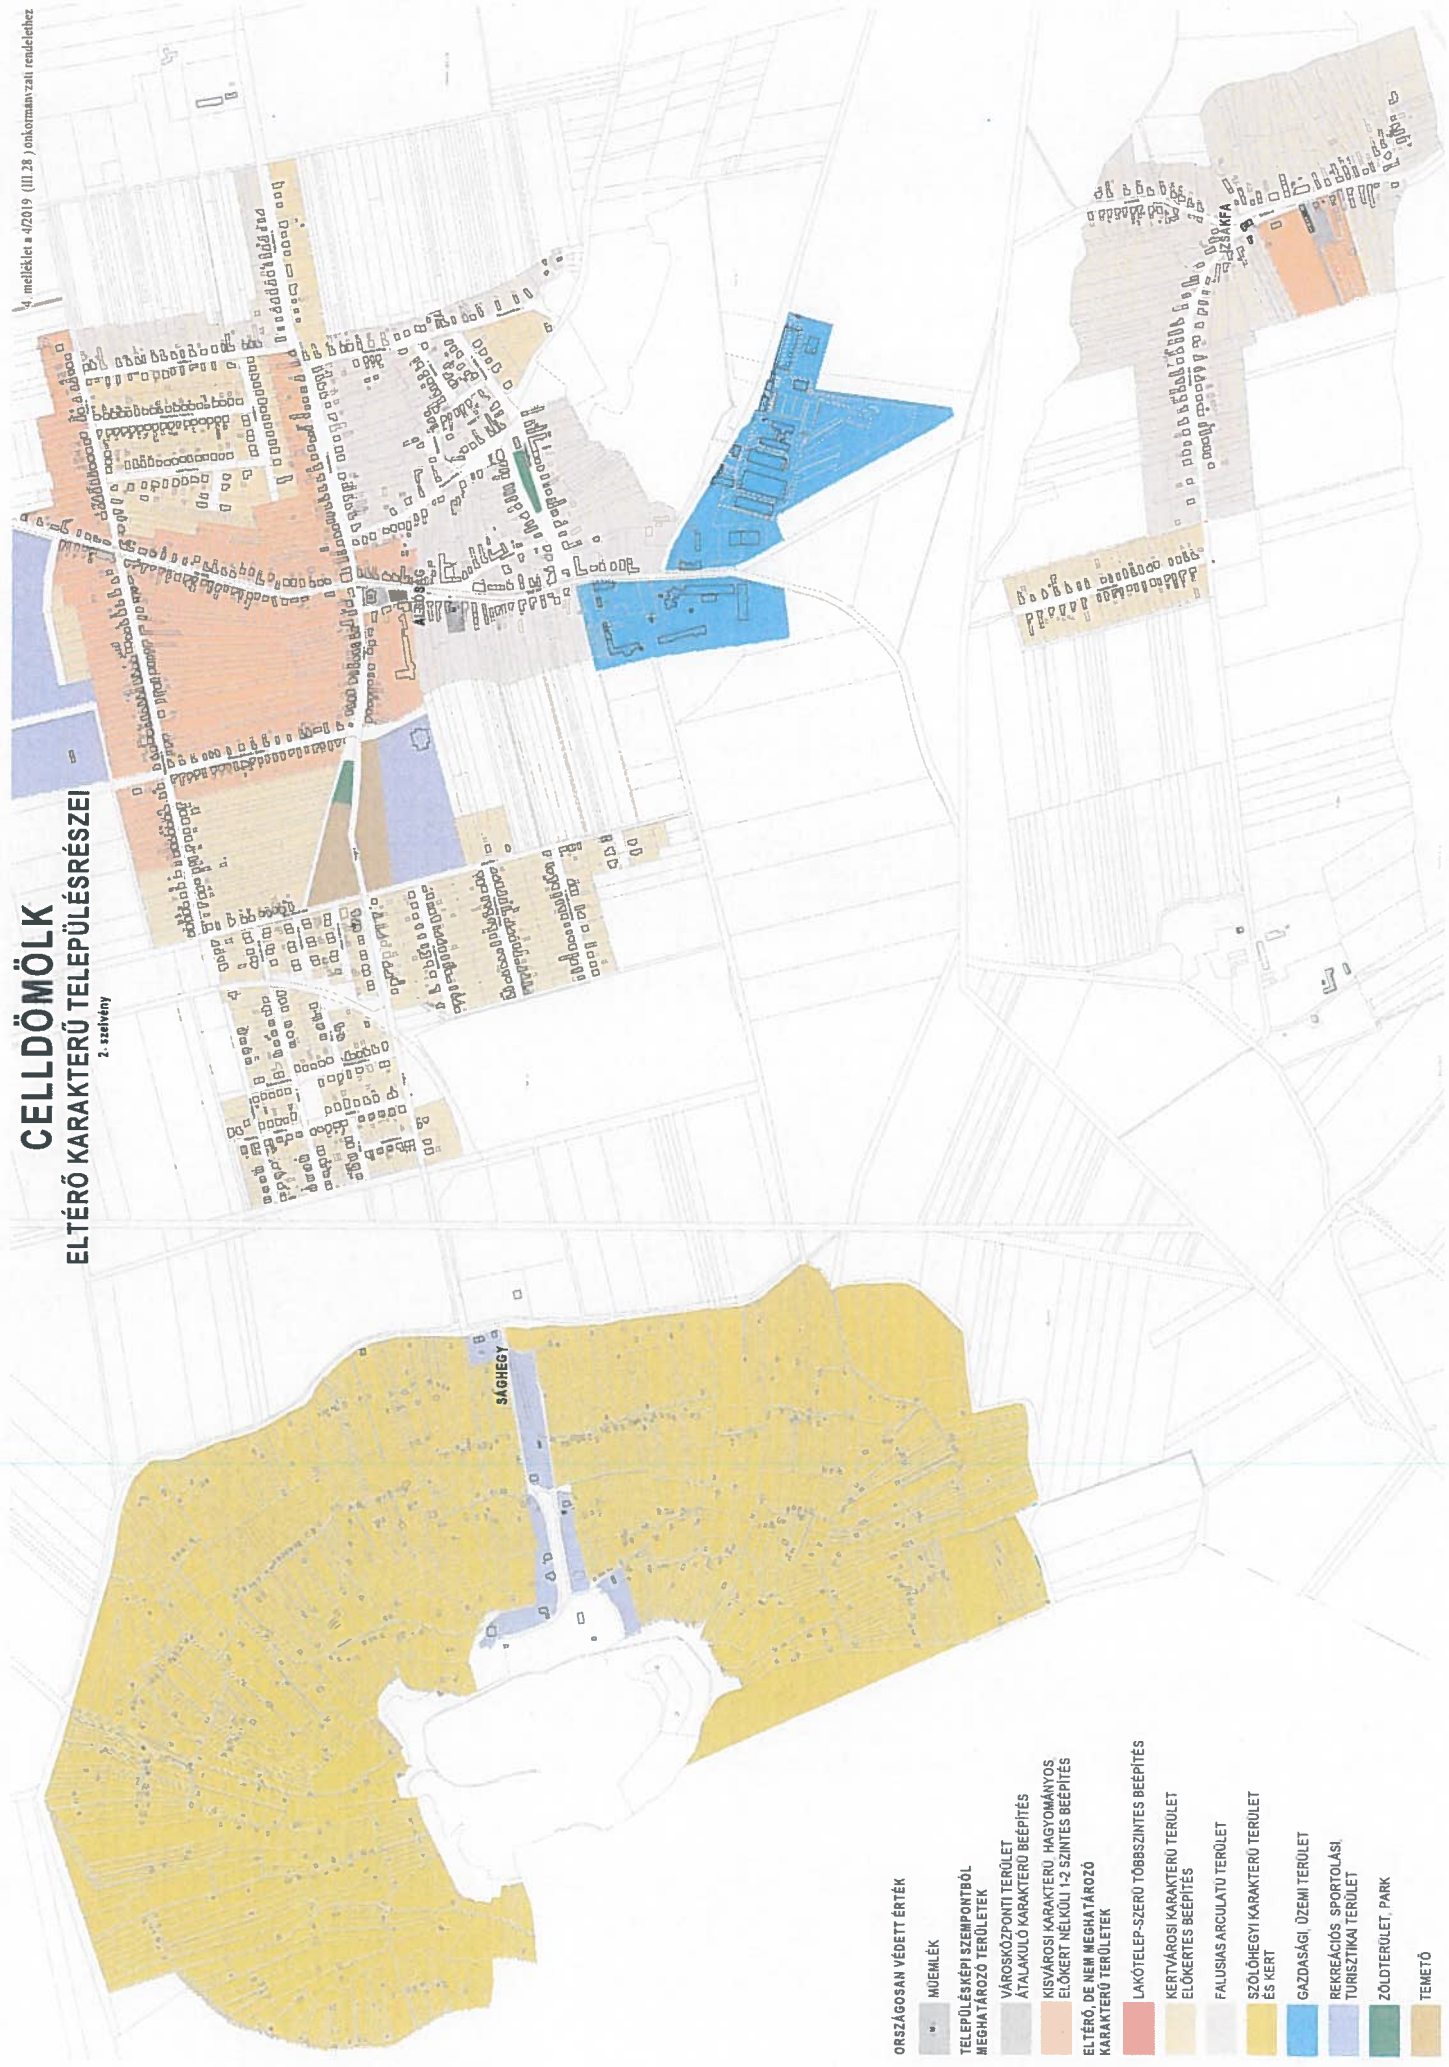 4. melléklet a 4/2019 (III.28.) önkormányzati rendelethez
CELLDÖMÖLK
ELTÉRŐ KARAKTERŰ TELEPÜLÉSRÉSZEI
2. szelvény
ALSÓSÁG
IZSÁKFA
SÁGHEGY
ORSZÁGOSAN VÉDETT ÉRTÉK
MŰEMLÉK
TELEPÜLÉSKÉPI SZEMPONTBÓL
MEGHATÁROZÓ TERÜLETEK
VÁROSKÖZPONTI TERÜLET
ÁTALAKULÓ KARAKTERŰ BEÉPÍTÉS
KISVÁROSI KARAKTERŰ, HAGYOMÁNYOS,
ELŐKERT NÉLKÜLI 1-2 SZINTES BEÉPÍTÉS
ELTÉRŐ, DE NEM MEGHATÁROZÓ
KARAKTERŰ TERÜLETEK
LAKÓTELEP-SZERŰ TÖBBSZINTES BEÉPÍTÉS
KERTVÁROSI KARAKTERŰ TERÜLET
ELŐKERTES BEÉPÍTÉS
FALUSIAS ARCULATÚ TERÜLET
SZŐLŐHEGYI KARAKTERŰ TERÜLET
ÉS KERT
GAZDASÁGI, ÜZEMI TERÜLET
REKREÁCIÓS, SPORTOLÁSI,
TURISZTIKAI TERÜLET
ZÖLDTERÜLET, PARK
TEMETŐ